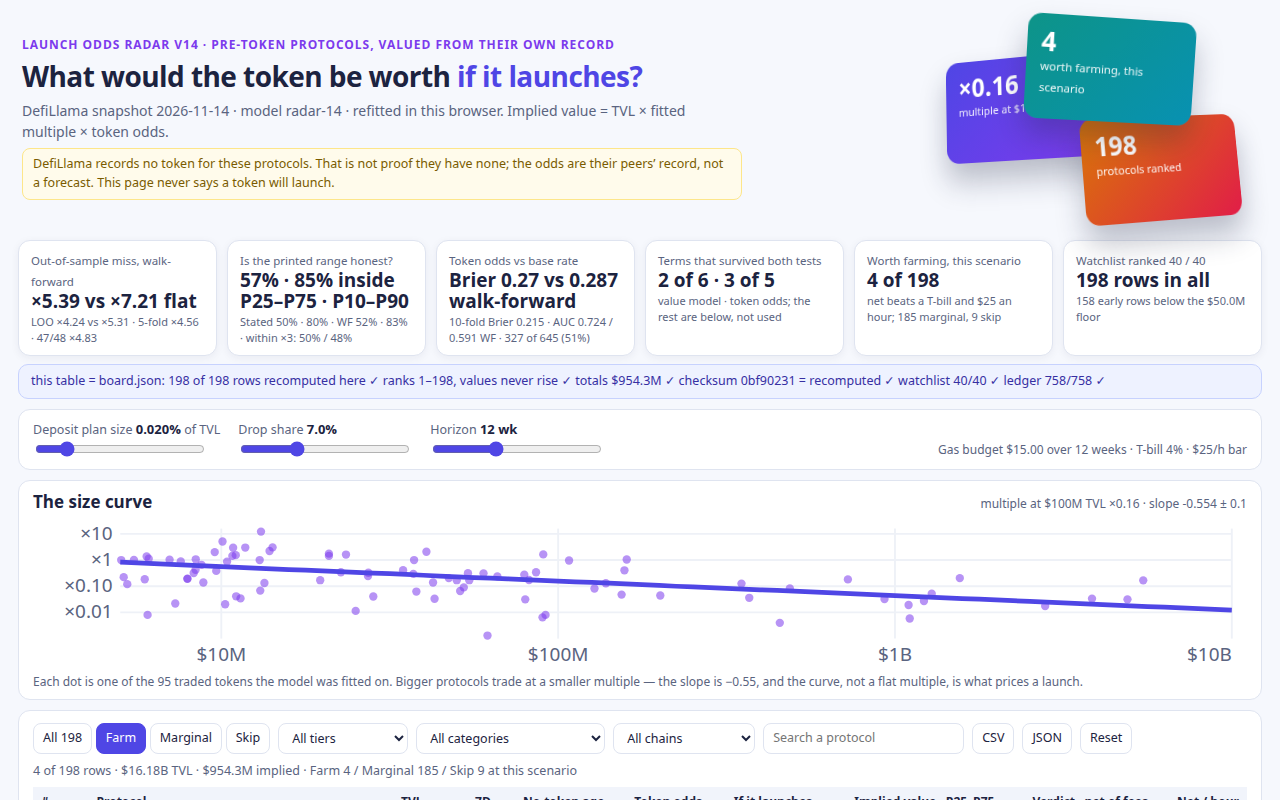 LAUNCH ODDS RADAR V14 · PRE-TOKEN PROTOCOLS, VALUED FROM THEIR OWN RECORD
What would the token be worth if it launches?
DefiLlama snapshot 2026-11-14 · model radar-14 · refitted in this browser. Implied value = TVL × fitted
multiple × token odds.
DefiLlama records no token for these protocols. That is not proof they have none; the odds are their peers’ record, not
a forecast. This page never says a token will launch.
×0.16
multiple at
4
worth farming, this
scenario
198
protocols ranked
Out-of-sample miss, walk-
forward
×5.39 vs ×7.21 flat
LOO ×4.24 vs ×5.31 · 5-fold ×4.56
· 47/48 ×4.83
Is the printed range honest?
57% · 85% inside
P25–P75 · P10–P90
Stated 50% · 80% · WF 52% · 83%
· within ×3: 50% / 48%
Token odds vs base rate
Brier 0.27 vs 0.287
walk-forward
10-fold Brier 0.215 · AUC 0.724 /
0.591 WF · 327 of 645 (51%)
Terms that survived both tests
2 of 6 · 3 of 5
value model · token odds; the
rest are below, not used
Worth farming, this scenario
4 of 198
net beats a T-bill and $25 an
hour; 185 marginal, 9 skip
Watchlist ranked 40 / 40
198 rows in all
158 early rows below the $50.0M
floor
this table = board.json: 198 of 198 rows recomputed here ✓ ranks 1–198, values never rise ✓ totals $954.3M ✓ checksum 0bf90231 = recomputed ✓ watchlist 40/40 ✓ ledger 758/758 ✓
Deposit plan size 0.020% of TVL
Drop share 7.0%
Horizon 12 wk
Gas budget $15.00 over 12 weeks · T-bill 4% · $25/h bar
The size curve
multiple at $100M TVL ×0.16 · slope -0.554 ± 0.1
×10
×1
×0.10
×0.01
$10M
$100M
$1B
$10B
Each dot is one of the 95 traded tokens the model was fitted on. Bigger protocols trade at a smaller multiple — the slope is −0.55, and the curve, not a flat multiple, is what prices a launch.
All 198
Farm
Marginal
Skip
All tiers
All categories
All chains
Search a protocol
CSV
JSON
Reset
4 of 198 rows · $16.18B TVL · $954.3M implied · Farm 4 / Marginal 185 / Skip 9 at this scenario